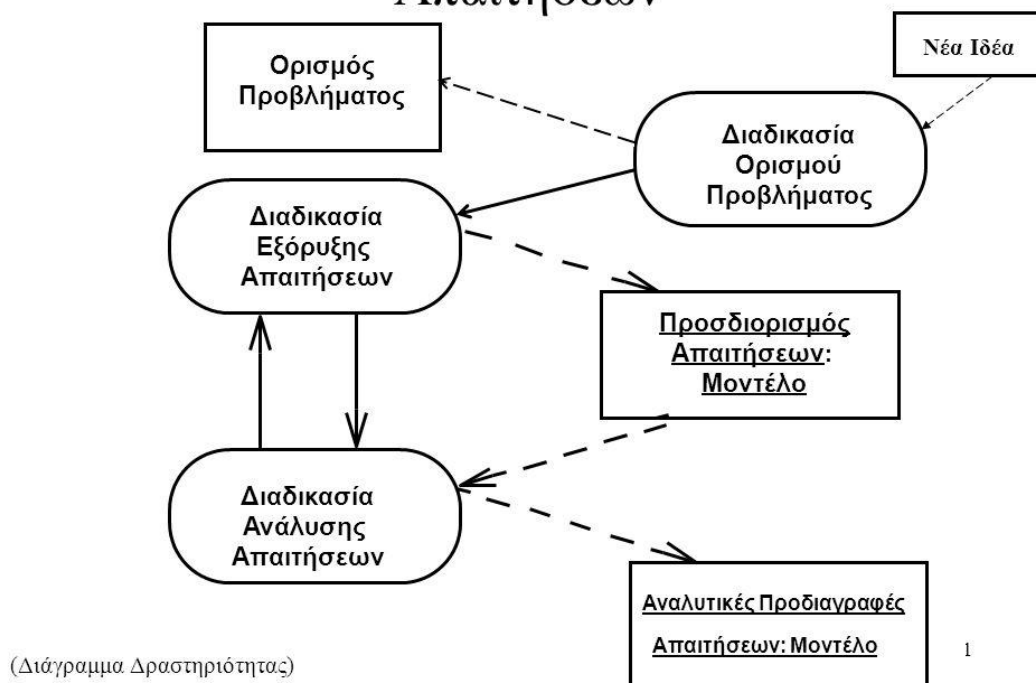 Νέα Ιδέα
Ορισμός
Προβλήματος
Διαδικασία
Ορισμού
Προβλήματος
Διαδικασία
Εξόρυξης
Απαιτήσεων
Προσδιορισμός
Απαιτήσεων:
Μοντέλο
Διαδικασία
Ανάλυσης
Απαιτήσεων
Αναλυτικές Προδιαγραφές
Απαιτήσεων: Μοντέλο
(Διάγραμμα Δραστηριότητας)
1